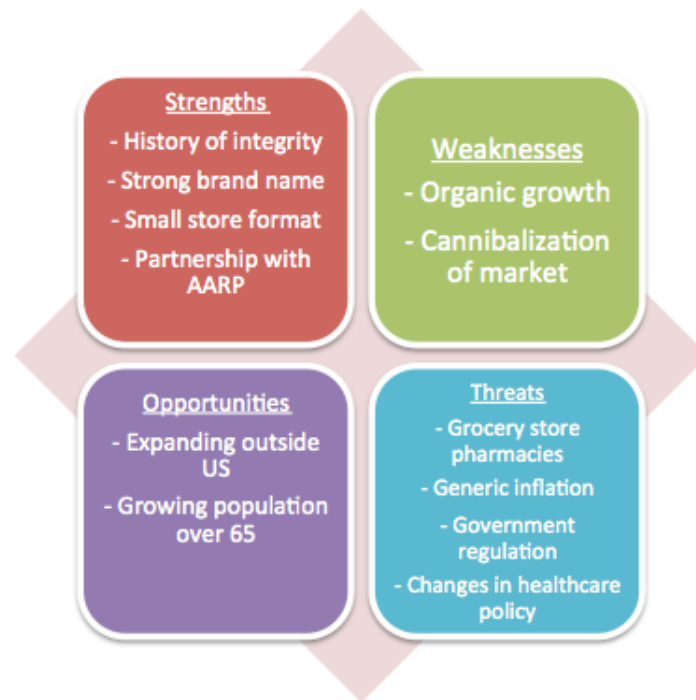 Strengths
- History of integrity
- Strong brand name
- Small store format
- Partnership with
AARP
Weaknesses
- Organic growth
- Cannibalization
of market
Opportunities
- Expanding outside
US
- Growing population
over 65
Threats
- Grocery store
pharmacies
- Generic inflation
- Government
regulation
- Changes in healthcare
policy